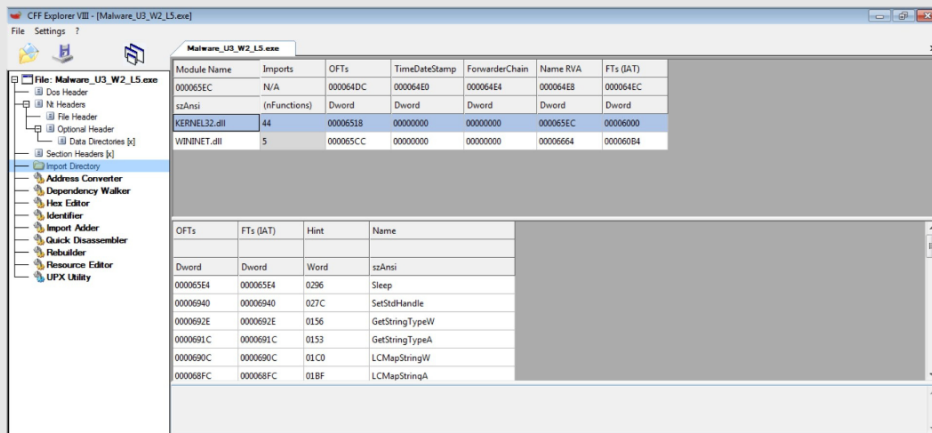 CFF Explorer VIII - [Malware_U3_W2_L5.exe]
File Settings ?
Malware_U3_W2_L5.exe
File: Malware_U3_W2_L5.exe
Dos Header
Nt Headers
File Header
Optional Header
Data Directories [x]
Section Headers [x]
Import Directory
Address Converter
Dependency Walker
Hex Editor
Identifier
Import Adder
Quick Disassembler
Rebuilder
Resource Editor
UPX Utility
Module Name Imports OFTs TimeDateStamp ForwarderChain Name RVA FTs (IAT)
000065EC N/A 000064DC 000064E0 000064E4 000064E8 000064EC
szAnsi (nFunctions) Dword Dword Dword Dword Dword
KERNEL32.dll 44 00006518 00000000 00000000 000065EC 00006000
WININET.dll 5 000065CC 00000000 00000000 00006664 000060B4
OFTs FTs (IAT) Hint Name
Dword Dword Word szAnsi
000065E4 000065E4 0296 Sleep
00006940 00006940 027C SetStdHandle
0000692E 0000692E 0156 GetStringTypeW
0000691C 0000691C 0153 GetStringTypeA
0000690C 0000690C 01C0 LCMapStringW
000068FC 000068FC 01BF LCMapStringA